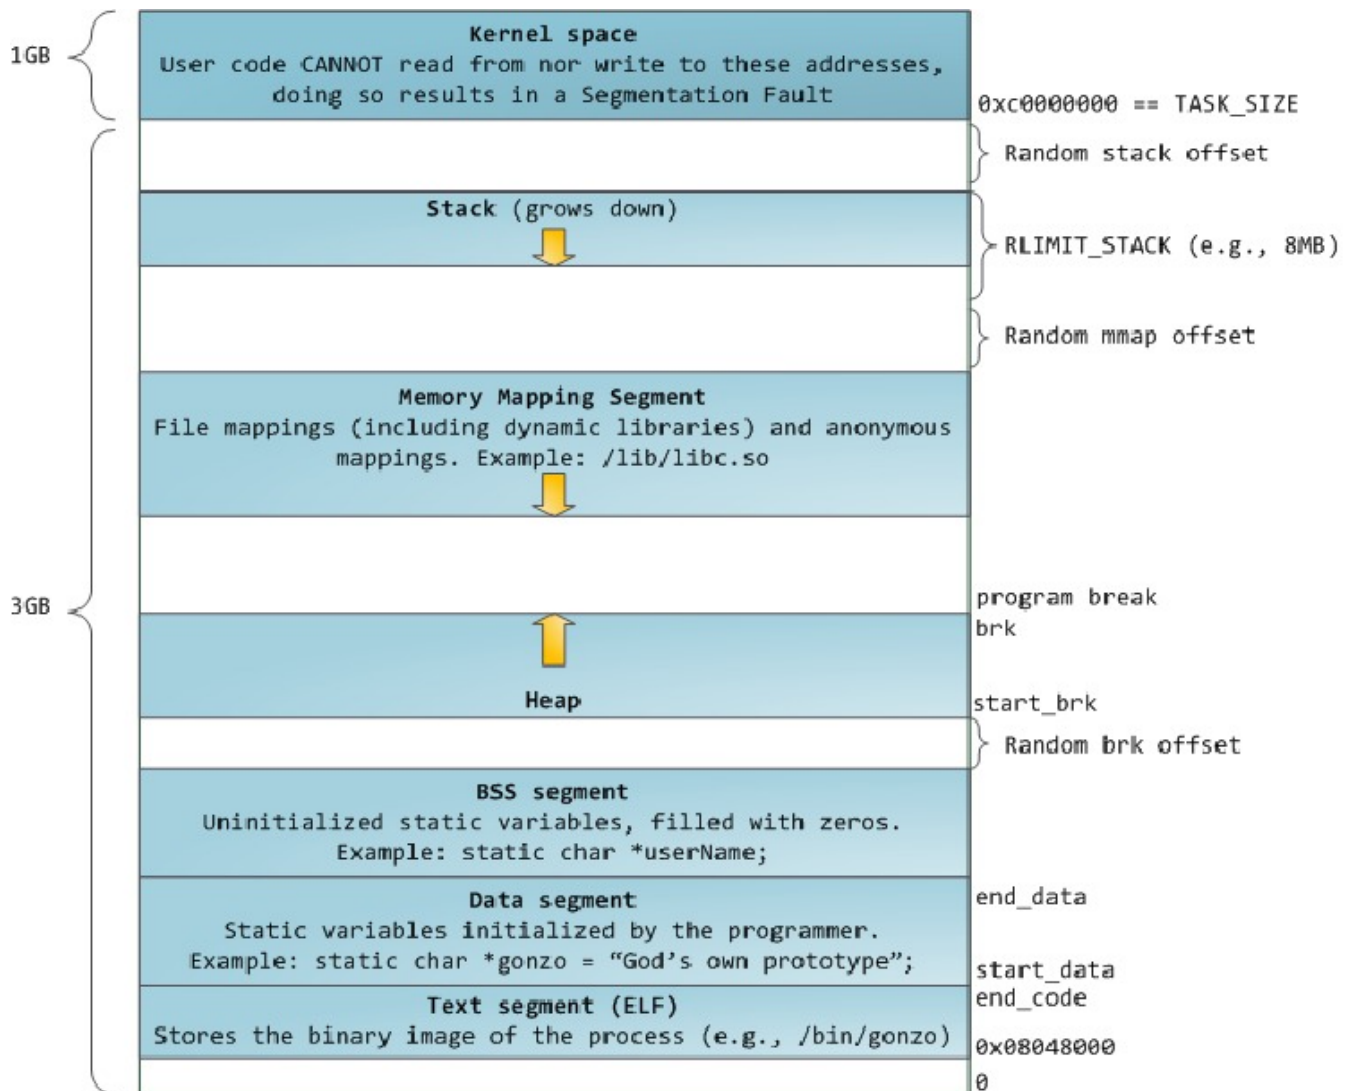 Kernel space
1GB
User code CANNOT read from nor write to these addresses,
doing so results in a Segmentation Fault
0xc0000000 == TASK_SIZE
Random stack offset
Stack (grows down)
RLIMIT_STACK (e.g., 8MB)
Random mmap offset
Memory Mapping Segment
File mappings (including dynamic libraries) and anonymous
mappings. Example: /lib/libc.so
3GB
program break
brk
Heap
start_brk
Random brk offset
BSS segment
Uninitialized static variables, filled with zeros.
Example: static char *userName;
Data segment
end_data
Static variables initialized by the programmer.
Example: static char *gonzo = “God’s own prototype”;
start_data
end_code
Text segment (ELF)
Stores the binary image of the process (e.g., /bin/gonzo)
0x08048000
0